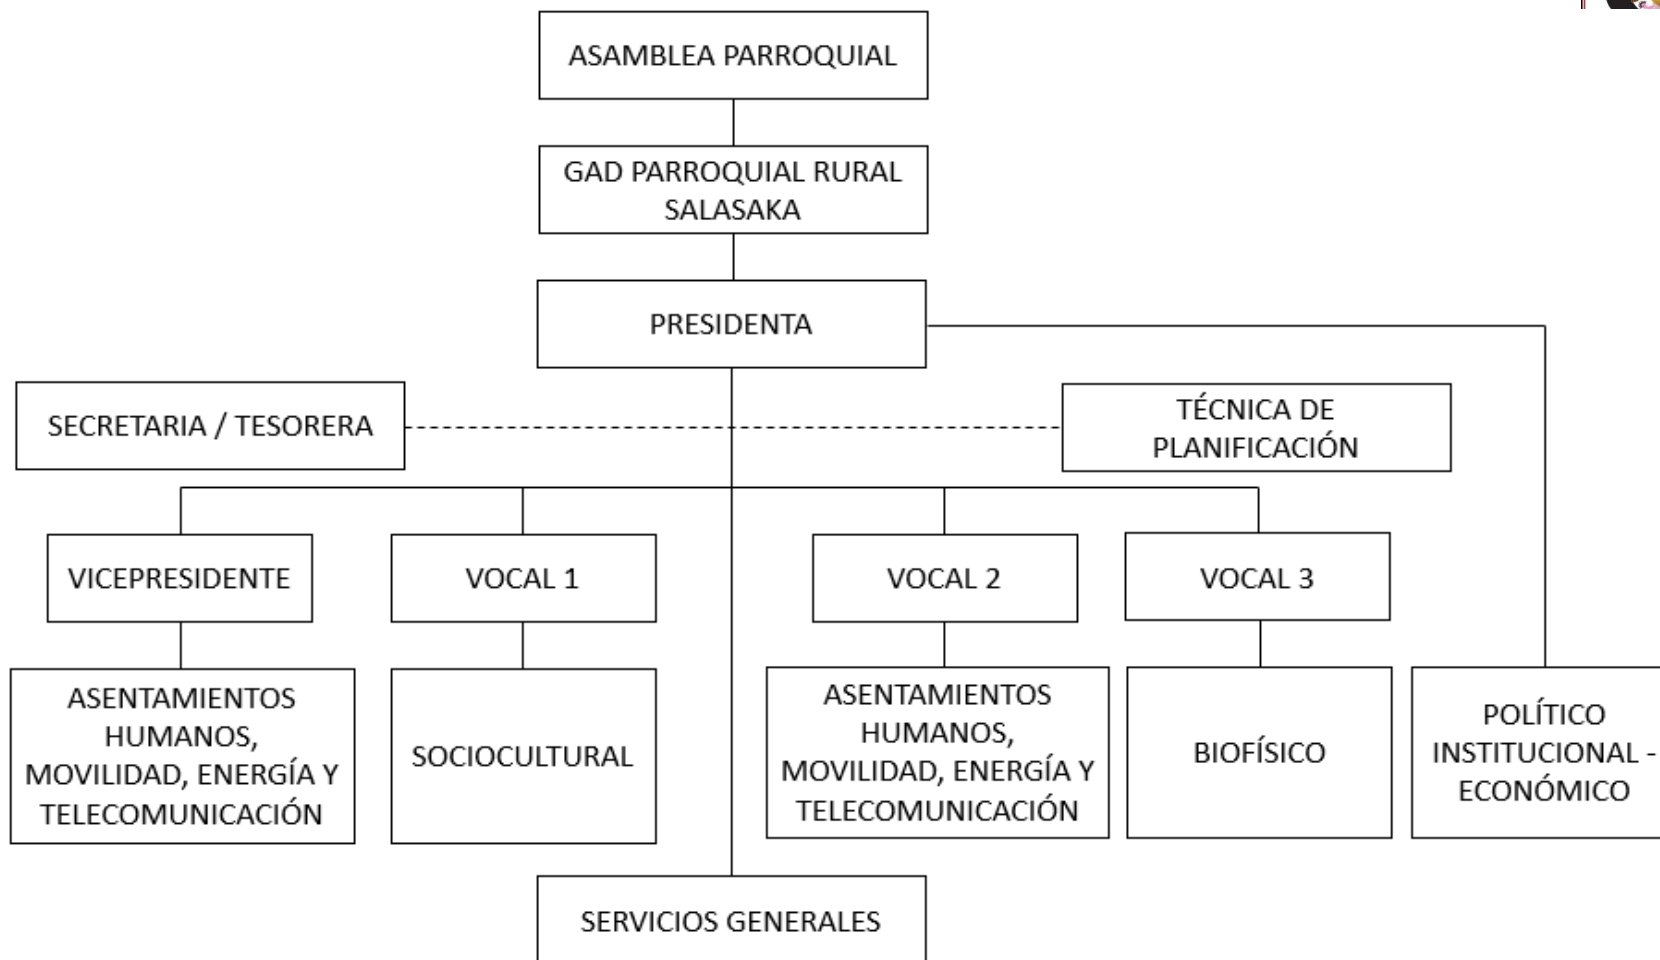 ASAMBLEA PARROQUIAL
GAD PARROQUIAL RURAL
SALASAKA
PRESIDENTA
SECRETARIA / TESORERA
TÉCNICA DE
PLANIFICACIÓN
VICEPRESIDENTE
VOCAL 1
VOCAL 2
VOCAL 3
ASENTAMIENTOS
HUMANOS,
MOVILIDAD, ENERGÍA Y
TELECOMUNICACIÓN
SOCIOCULTURAL
ASENTAMIENTOS
HUMANOS,
MOVILIDAD, ENERGÍA Y
TELECOMUNICACIÓN
BIOFÍSICO
POLÍTICO
INSTITUCIONAL -
ECONÓMICO
SERVICIOS GENERALES